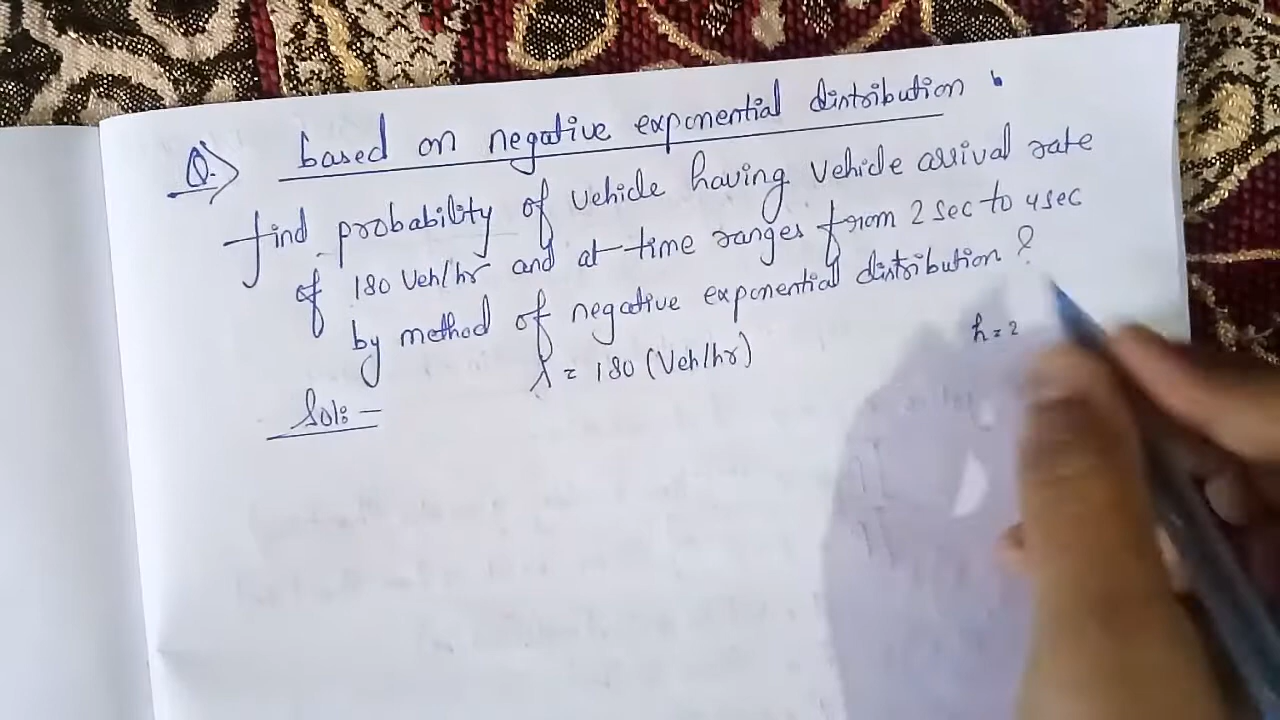 Q.> based on negative exponential distribution
find probability of vehicle having vehicle arrival rate
of 180 Veh/hr and at time ranges from 2 sec to 4 sec
by method of negative exponential distribution ?
λ = 180 (Veh/hr)
h = 2
Sol:-